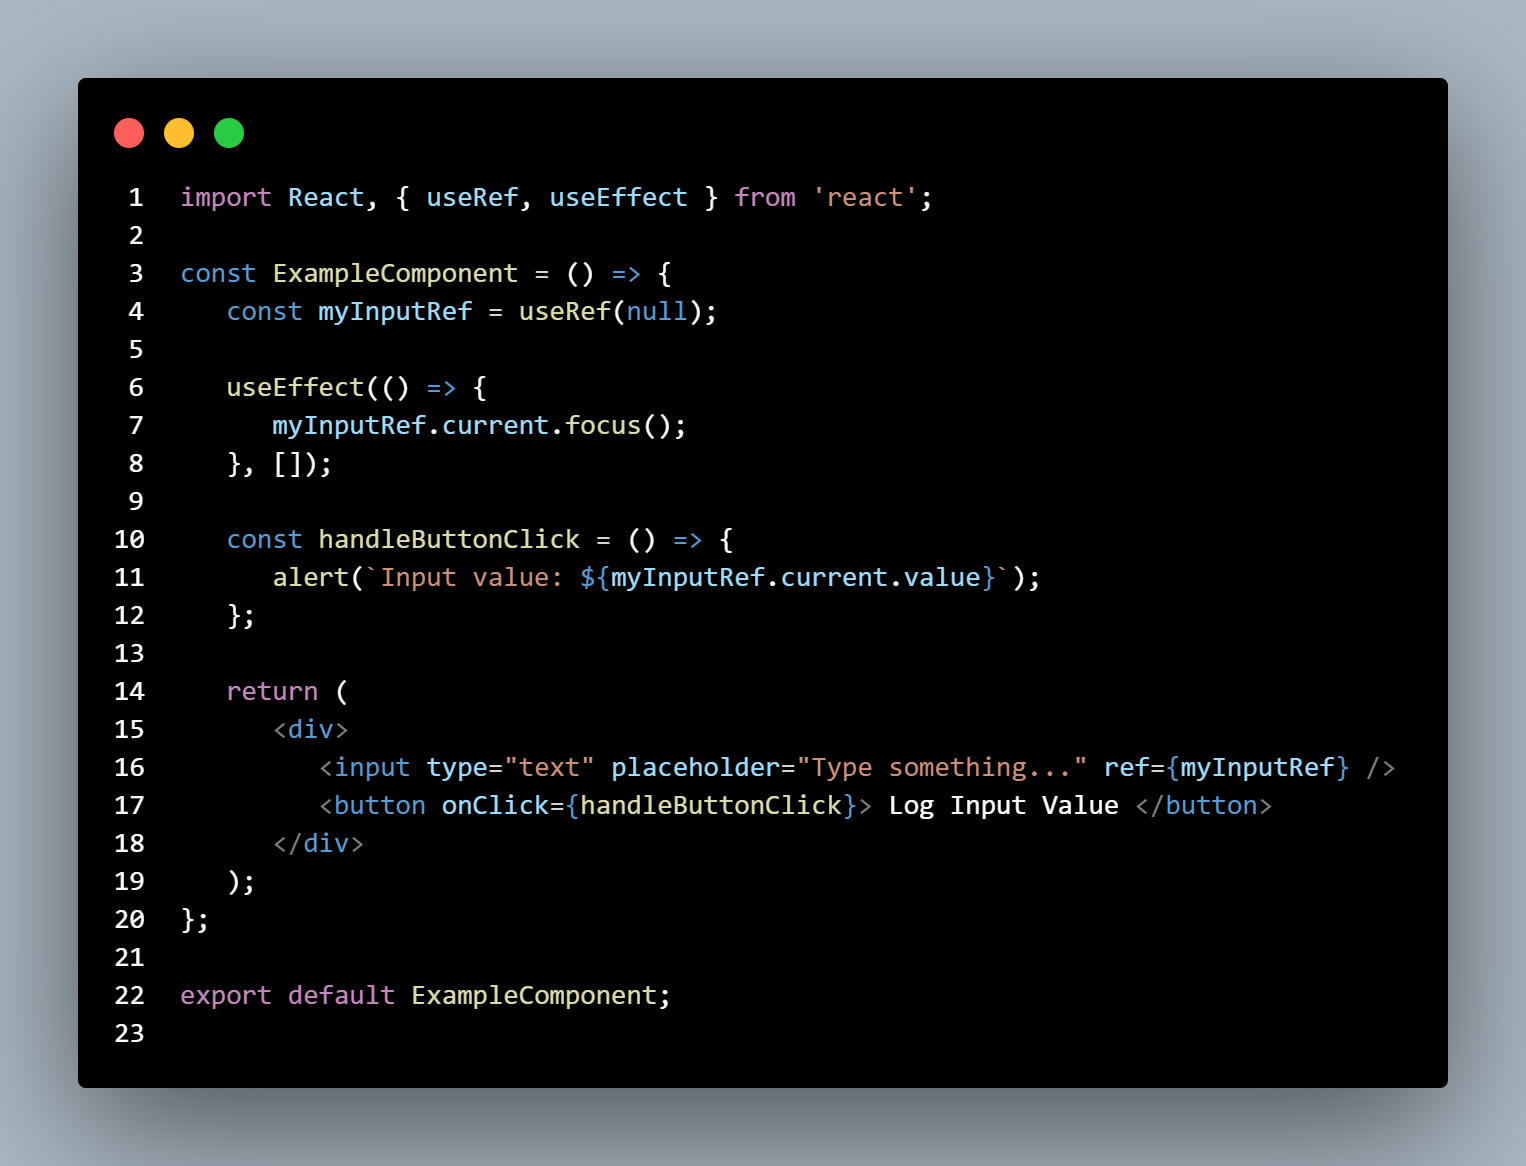 1 import React, { useRef, useEffect } from 'react';
2
3 const ExampleComponent = () => {
4    const myInputRef = useRef(null);
5
6    useEffect(() => {
7       myInputRef.current.focus();
8    }, []);
9
10    const handleButtonClick = () => {
11       alert(`Input value: ${myInputRef.current.value}`);
12    };
13
14    return (
15       <div>
16          <input type="text" placeholder="Type something..." ref={myInputRef} />
17          <button onClick={handleButtonClick}> Log Input Value </button>
18       </div>
19    );
20 };
21
22 export default ExampleComponent;
23